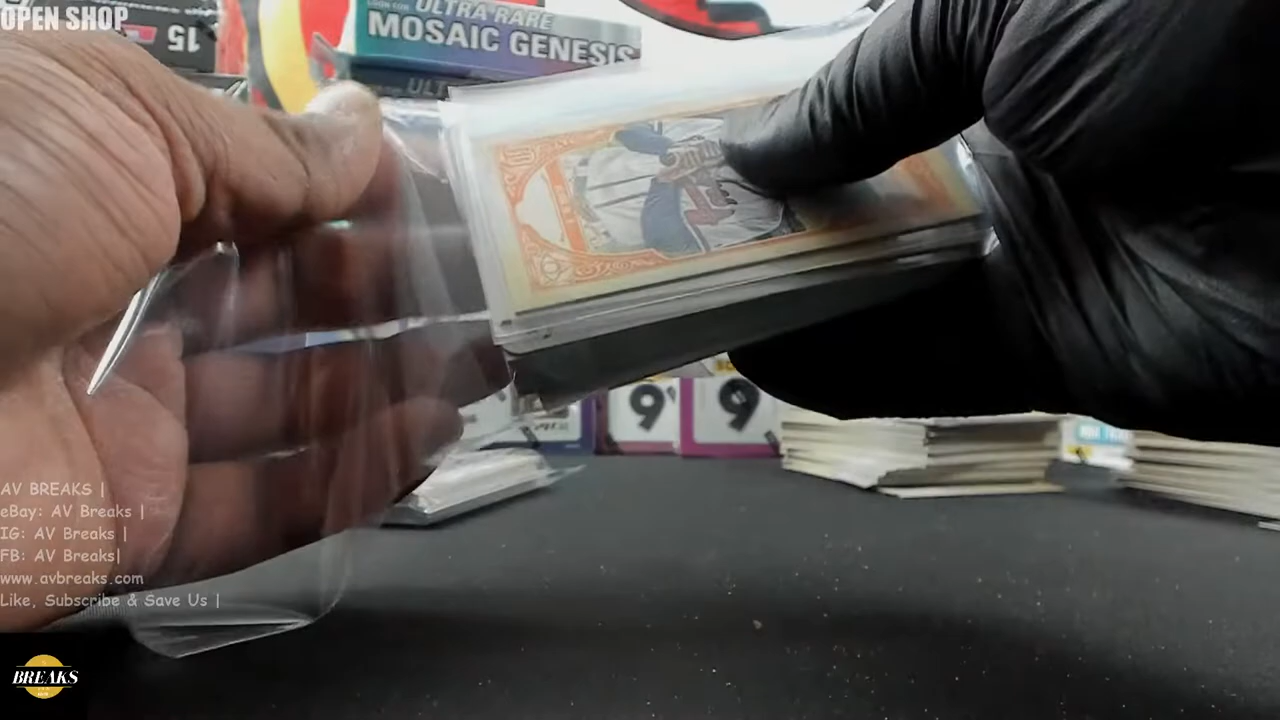 OPEN SHOP
15
ULTRA RARE
MOSAIC GENESIS
ULT
9
9
AV BREAKS |
eBay: AV Breaks |
IG: AV Breaks |
FB: AV Breaks|
www.avbreaks.com
Like, Subscribe & Save Us |
BREAKS